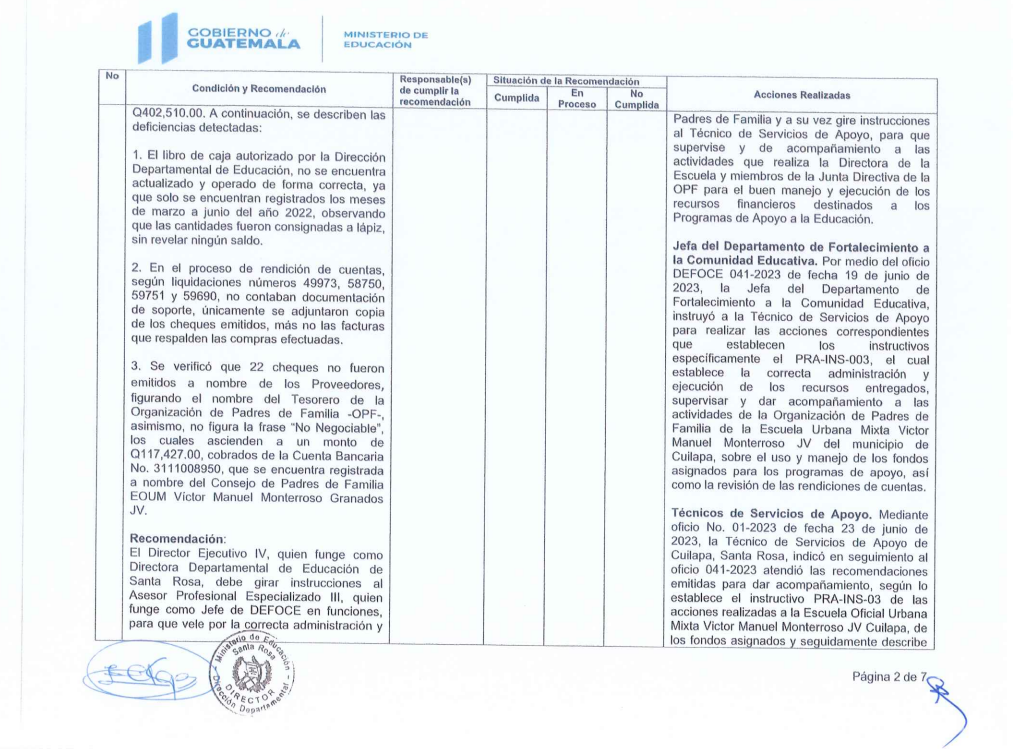 GOBIERNO de
GUATEMALA
MINISTERIO DE
EDUCACIÓN
No
Condición y Recomendación
Responsable(s)
de cumplir la
recomendación
Situación de la Recomendación
Cumplida
En
Proceso
No
Cumplida
Acciones Realizadas
Q402,510.00. A continuación, se describen las
deficiencias detectadas:
1. El libro de caja autorizado por la Dirección
Departamental de Educación, no se encuentra
actualizado y operado de forma correcta, ya
que solo se encuentran registrados los meses
de marzo a junio del año 2022, observando
que las cantidades fueron consignadas a lápiz,
sin revelar ningún saldo.
2. En el proceso de rendición de cuentas,
según liquidaciones números 49973, 58750,
59751 y 59690, no contaban documentación
de soporte, únicamente se adjuntaron copia
de los cheques emitidos, más no las facturas
que respalden las compras efectuadas.
3. Se verificó que 22 cheques no fueron
emitidos a nombre de los Proveedores,
figurando el nombre del Tesorero de la
Organización de Padres de Familia -OPF-,
asimismo, no figura la frase "No Negociable",
los cuales ascienden a un monto de
Q117,427.00, cobrados de la Cuenta Bancaria
No. 3111008950, que se encuentra registrada
a nombre del Consejo de Padres de Familia
EOUM Víctor Manuel Monterroso Granados
JV.
Recomendación:
El Director Ejecutivo IV, quien funge como
Directora Departamental de Educación de
Santa Rosa, debe girar instrucciones al
Asesor Profesional Especializado III, quien
funge como Jefe de DEFOCE en funciones,
para que vele por la correcta administración y
Padres de Familia y a su vez gire instrucciones
al Técnico de Servicios de Apoyo, para que
supervise y de acompañamiento a las
actividades que realiza la Directora de la
Escuela y miembros de la Junta Directiva de la
OPF para el buen manejo y ejecución de los
recursos financieros destinados a los
Programas de Apoyo a la Educación.
Jefa del Departamento de Fortalecimiento a
la Comunidad Educativa. Por medio del oficio
DEFOCE 041-2023 de fecha 19 de junio de
2023, la Jefa del Departamento de
Fortalecimiento a la Comunidad Educativa,
instruyó a la Técnico de Servicios de Apoyo
para realizar las acciones correspondientes
que establecen los instructivos
específicamente el PRA-INS-003, el cual
establece la correcta administración y
ejecución de los recursos entregados,
supervisar y dar acompañamiento a las
actividades de la Organización de Padres de
Familia de la Escuela Urbana Mixta Victor
Manuel Monterroso JV del municipio de
Cuilapa, sobre el uso y manejo de los fondos
asignados para los programas de apoyo, así
como la revisión de las rendiciones de cuentas.
Técnicos de Servicios de Apoyo. Mediante
oficio No. 01-2023 de fecha 23 de junio de
2023, la Técnico de Servicios de Apoyo de
Cuilapa, Santa Rosa, indicó en seguimiento al
oficio 041-2023 atendió las recomendaciones
emitidas para dar acompañamiento, según lo
establece el instructivo PRA-INS-03 de las
acciones realizadas a la Escuela Oficial Urbana
Mixta Victor Manuel Monterroso JV Cuilapa, de
los fondos asignados y seguidamente describe
Ministerio de Educación
Santa Rosa
DIRECTOR
Dirección Departamental
Página 2 de 7